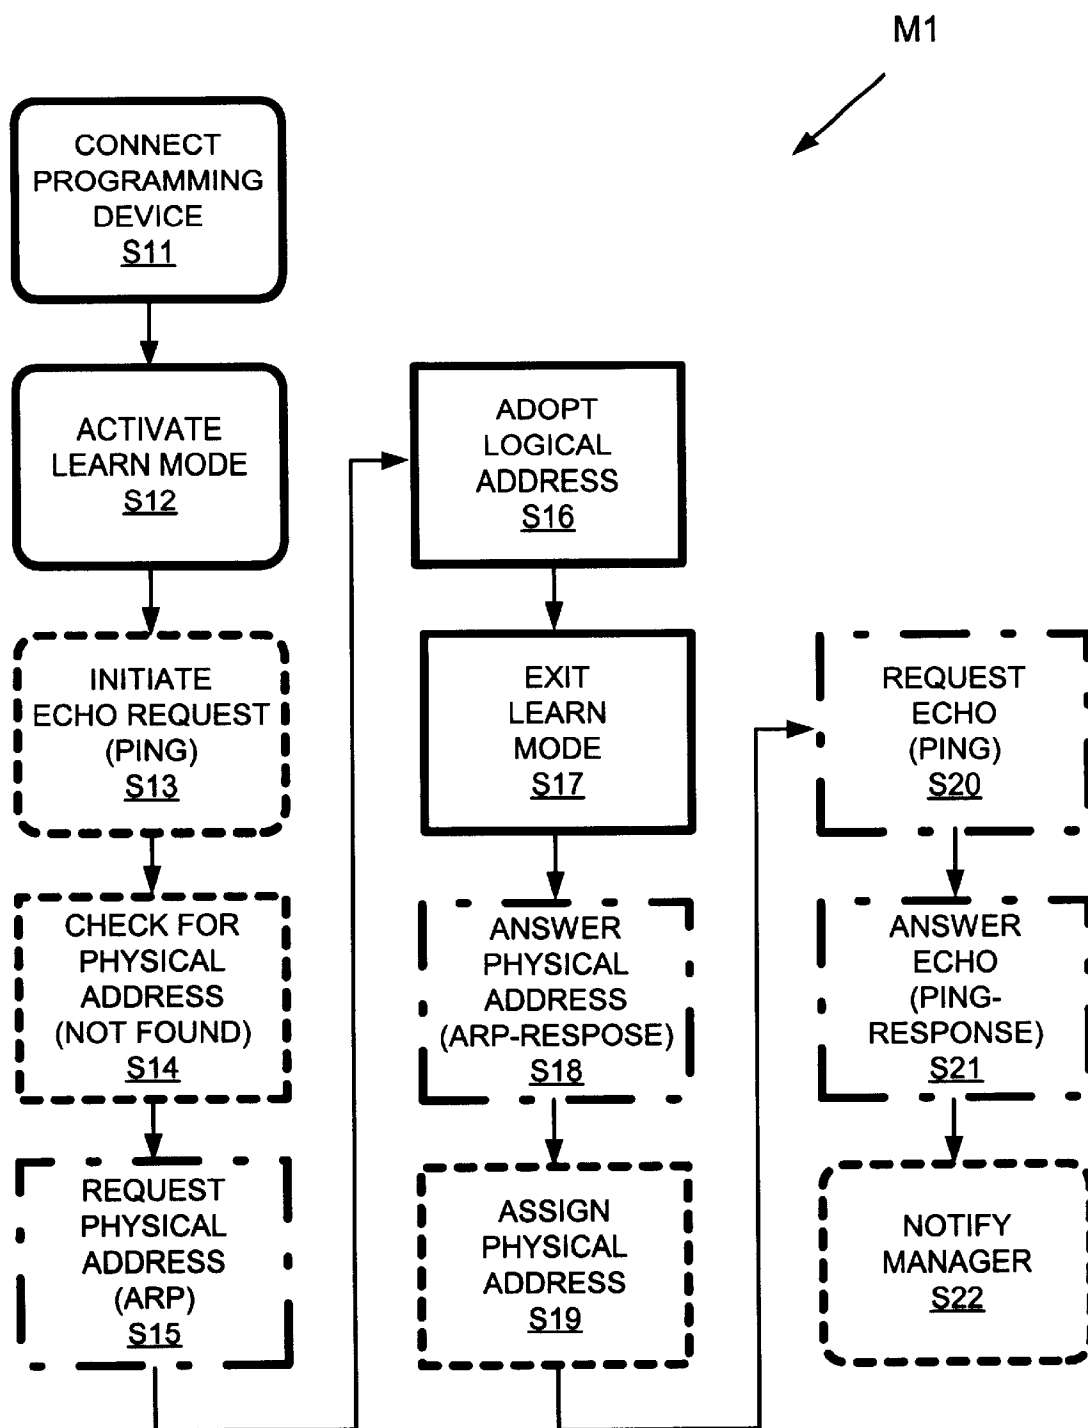 M1
CONNECT
PROGRAMMING
DEVICE
S11
ACTIVATE
LEARN MODE
S12
INITIATE
ECHO REQUEST
(PING)
S13
CHECK FOR
PHYSICAL
ADDRESS
(NOT FOUND)
S14
REQUEST
PHYSICAL
ADDRESS
(ARP)
S15
ADOPT
LOGICAL
ADDRESS
S16
EXIT
LEARN
MODE
S17
ANSWER
PHYSICAL
ADDRESS
(ARP-RESPOSE)
S18
ASSIGN
PHYSICAL
ADDRESS
S19
REQUEST
ECHO
(PING)
S20
ANSWER
ECHO
(PING-
RESPONSE)
S21
NOTIFY
MANAGER
S22